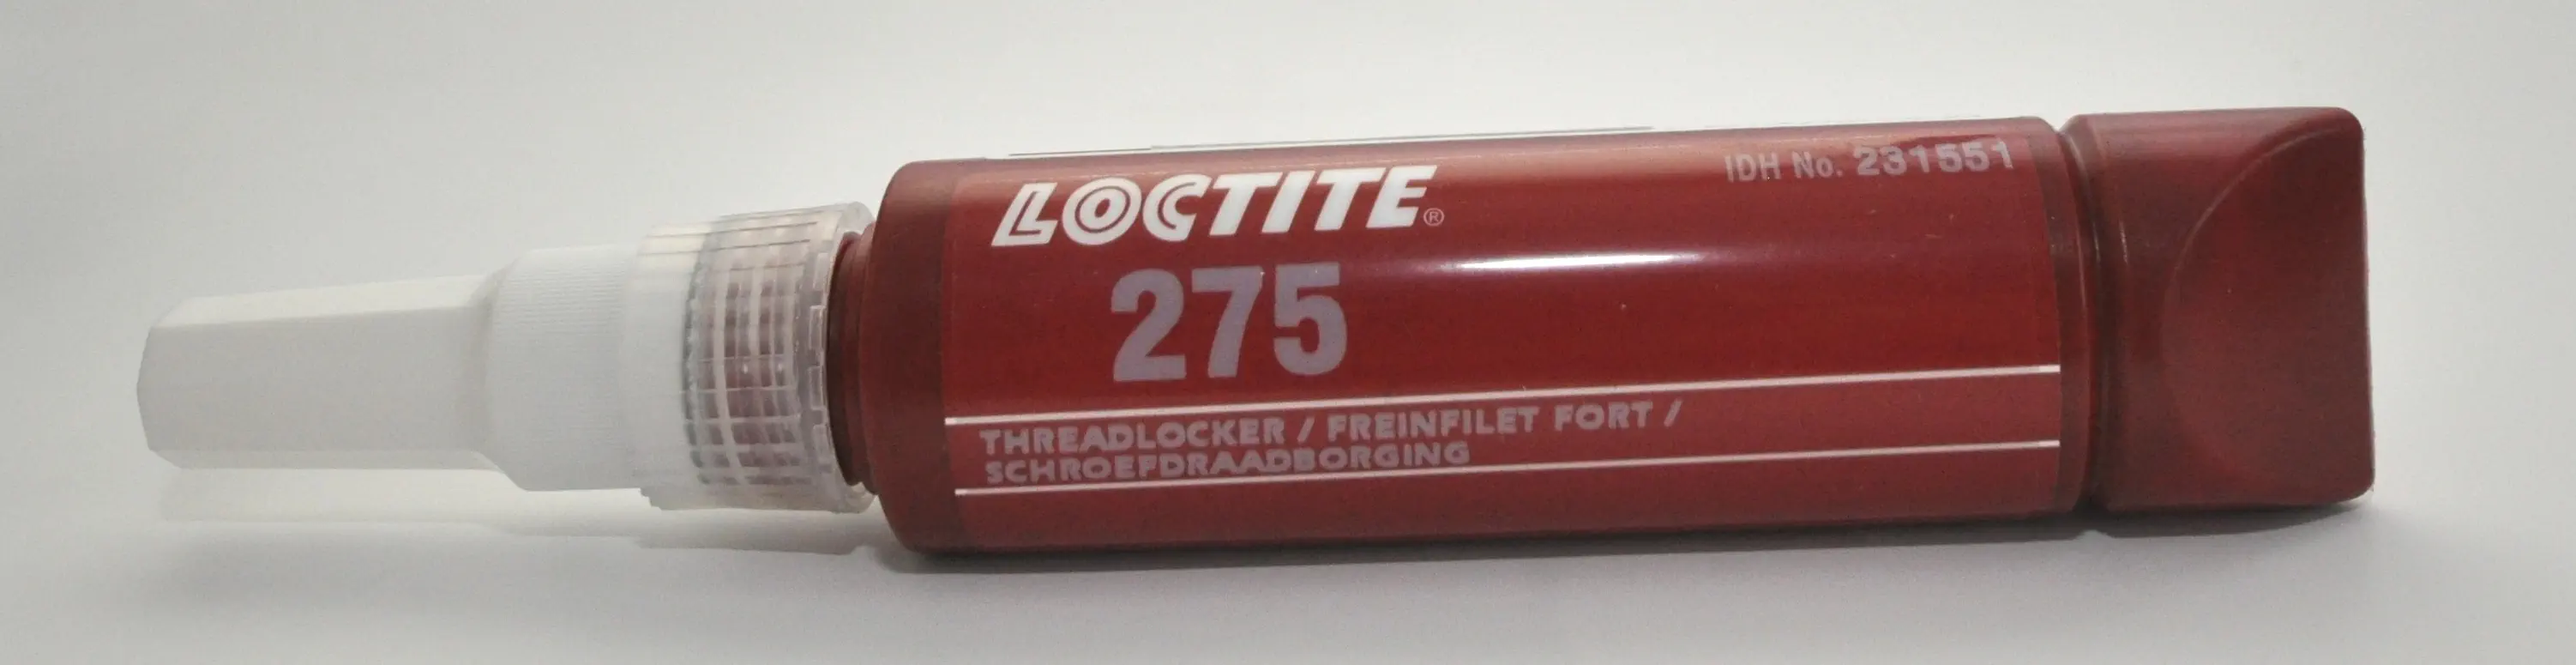 LOCTITE®
IDH No. 231551
275
THREADLOCKER / FREINFILET FORT /
SCHROEFDRAADBORGING